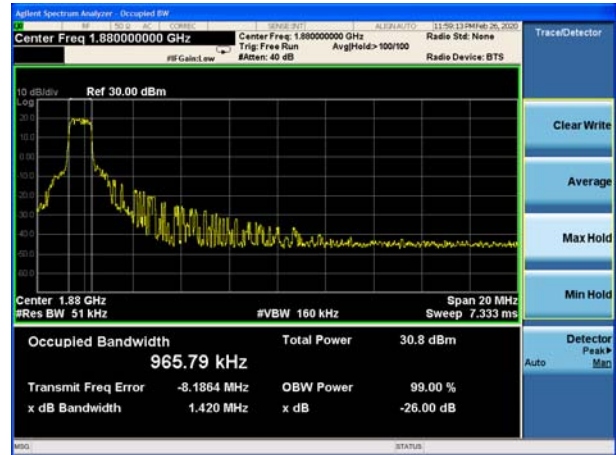 Agilent Spectrum Analyzer - Occupied BW
RF 50 Ω AC CORREC SENSE:INT ALIGN AUTO 11:59:13 PM Feb 26, 2020
Center Freq 1.880000000 GHz
Center Freq: 1.880000000 GHz
Radio Std: None
Trig: Free Run Avg|Hold:> 100/100
#IFGain:Low #Atten: 40 dB Radio Device: BTS
Trace/Detector
10 dB/div Ref 30.00 dBm
Log
20.0
10.0
0.00
-10.0
-20.0
-30.0
-40.0
-50.0
-60.0
Center 1.88 GHz Span 20 MHz
#Res BW 51 kHz #VBW 160 kHz Sweep 7.333 ms
Occupied Bandwidth Total Power 30.8 dBm
965.79 kHz
Transmit Freq Error -8.1864 MHz OBW Power 99.00 %
x dB Bandwidth 1.420 MHz x dB -26.00 dB
Clear Write
Average
Max Hold
Min Hold
Detector
Peak▶
Auto Man
MSG STATUS